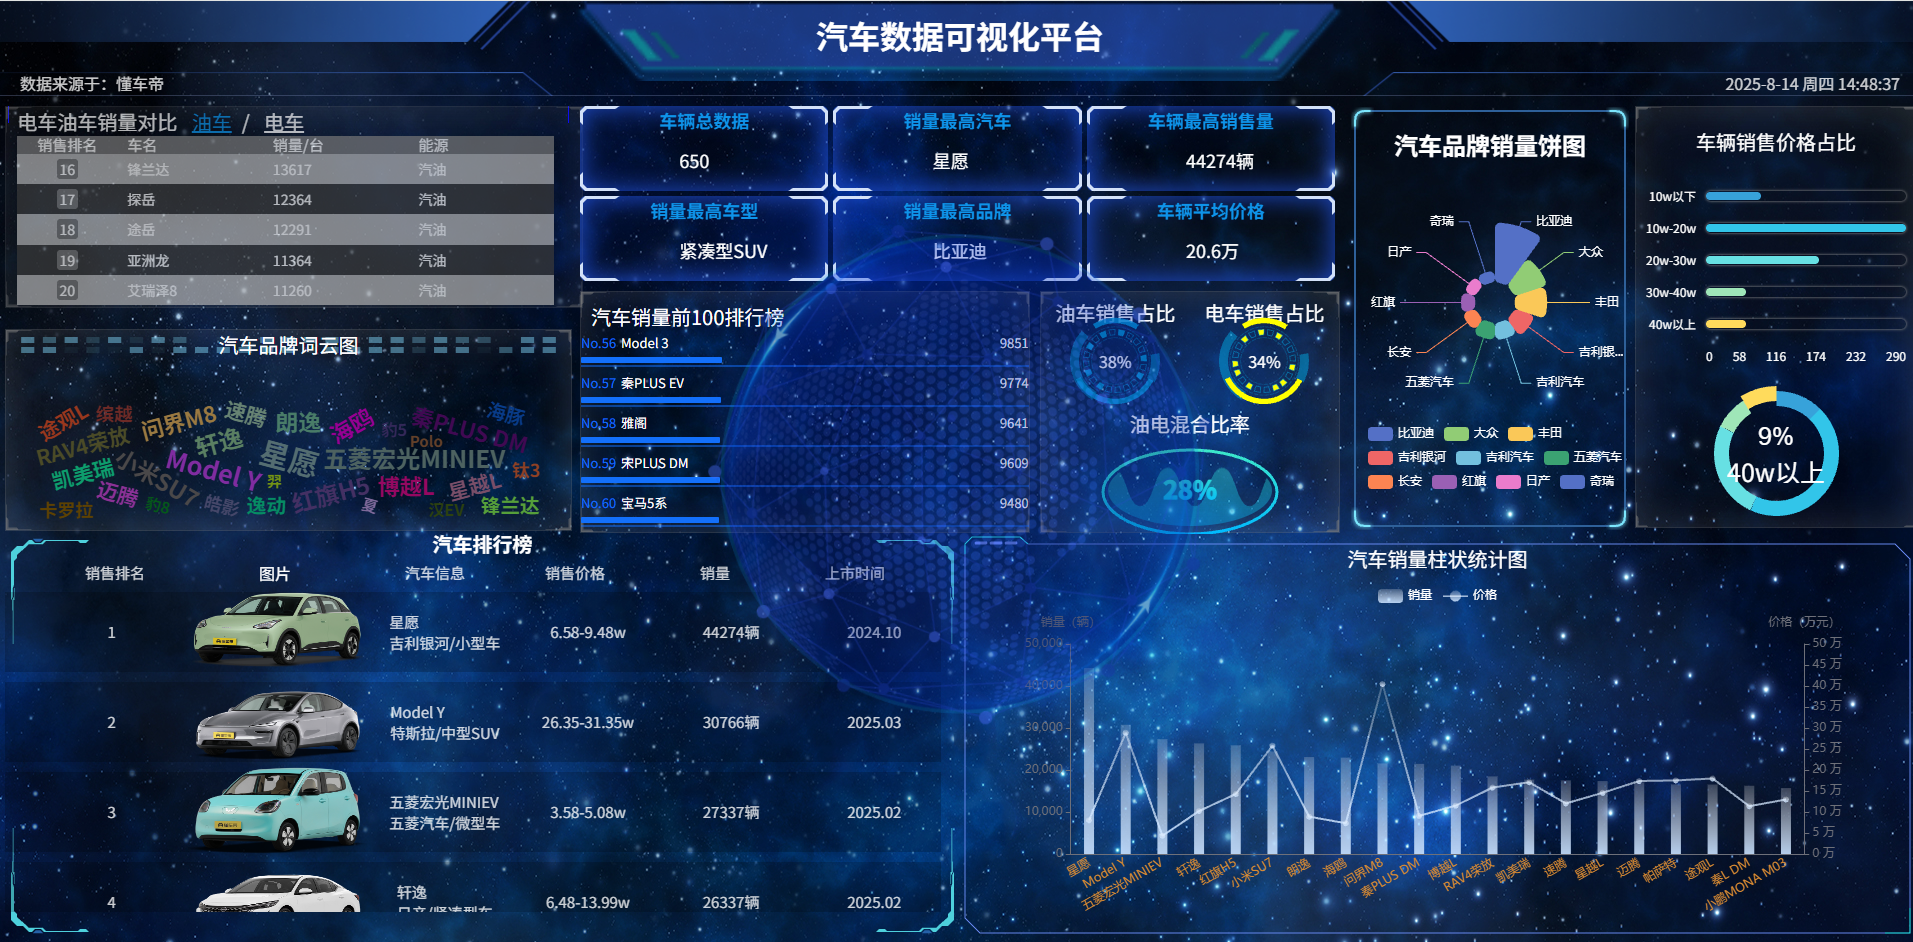 汽车数据可视化平台
数据来源于：懂车帝
2025-8-14 周四 14:48:37
电车油车销量对比 油车 / 电车
销售排名 车名 销量/台 能源
16 锋兰达 13617 汽油
17 探岳 12364 汽油
18 途岳 12291 汽油
19 亚洲龙 11364 汽油
20 艾瑞泽8 11260 汽油
汽车品牌词云图
途观L 缤越 问界M8 速腾 朗逸 海鸥 豹5 秦PLUS DM 海豚
RAV4荣放 轩逸 Polo
凯美瑞 小米SU7 Model Y 星愿 五菱宏光MINIEV 钛3
迈腾 豹8 皓影 逸动 羿 红旗H5 博越L 星越L
卡罗拉 夏 汉EV 锋兰达
车辆总数据
650
销量最高汽车
星愿
车辆最高销售量
44274辆
销量最高车型
紧凑型SUV
销量最高品牌
比亚迪
车辆平均价格
20.6万
汽车销量前100排行榜
No.56 Model 3 9851
No.57 秦PLUS EV 9774
No.58 雅阁 9641
No.59 宋PLUS DM 9609
No.60 宝马5系 9480
油车销售占比 电车销售占比
38% 34%
油电混合比率
28%
汽车品牌销量饼图
奇瑞 比亚迪
日产 大众
红旗 丰田
长安 吉利银...
五菱汽车 吉利汽车
比亚迪 大众 丰田
吉利银河 吉利汽车 五菱汽车
长安 红旗 日产 奇瑞
车辆销售价格占比
10w以下
10w-20w
20w-30w
30w-40w
40w以上
0 58 116 174 232 290
9%
40w以上
汽车排行榜
销售排名 图片 汽车信息 销售价格 销量 上市时间
1 星愿 吉利银河/小型车 6.58-9.48w 44274辆 2024.10
2 Model Y 特斯拉/中型SUV 26.35-31.35w 30766辆 2025.03
3 五菱宏光MINIEV 五菱汽车/微型车 3.58-5.08w 27337辆 2025.02
4 轩逸 日产/紧凑型车 6.48-13.99w 26337辆 2025.02
汽车销量柱状统计图
销量 价格
销量（辆） 价格（万元）
50,000 50 万
45 万
40,000 40 万
35 万
30,000 30 万
25 万
20,000 20 万
15 万
10,000 10 万
5 万
0 0 万
星愿 Model Y 五菱宏光MINIEV 轩逸 红旗H5 小米SU7 朗逸 海鸥 问界M8 秦PLUS DM 博越L RAV4荣放 凯美瑞 速腾 星越L 迈腾 帕萨特 途观L 秦L DM 小鹏MONA M03